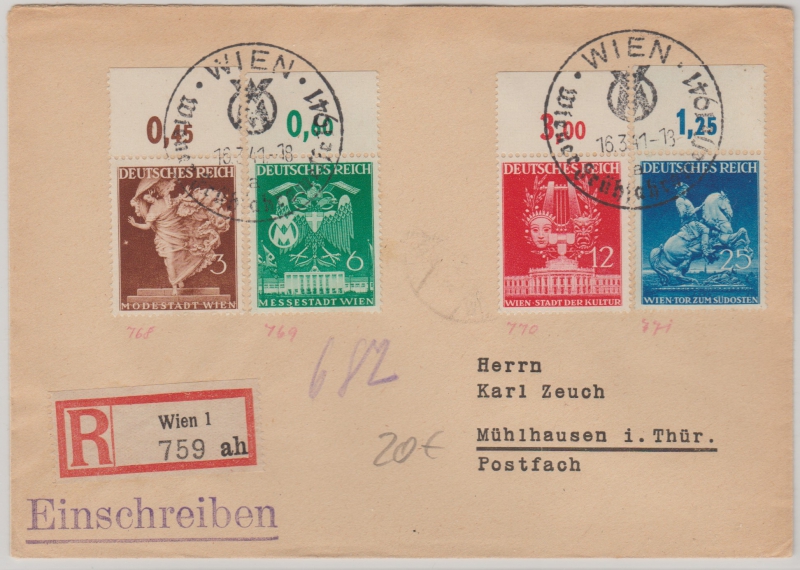 · WIEN · 1941
16.3.41-18
· WIEN · 1941
16.3.41-18
0,45
0,60
3,00
1,25
DEUTSCHES REICH
3
MODESTADT WIEN
DEUTSCHES REICH
M
6
MESSESTADT WIEN
DEUTSCHES REICH
12
WIEN·STADT DER KULTUR
DEUTSCHES REICH
25
WIEN·TOR ZUM SÜDOSTEN
768
769
770
771
682
20€
Herrn
Karl Zeuch
Mühlhausen i. Thür.
Postfach
R
Wien 1
759 ah
Einschreiben